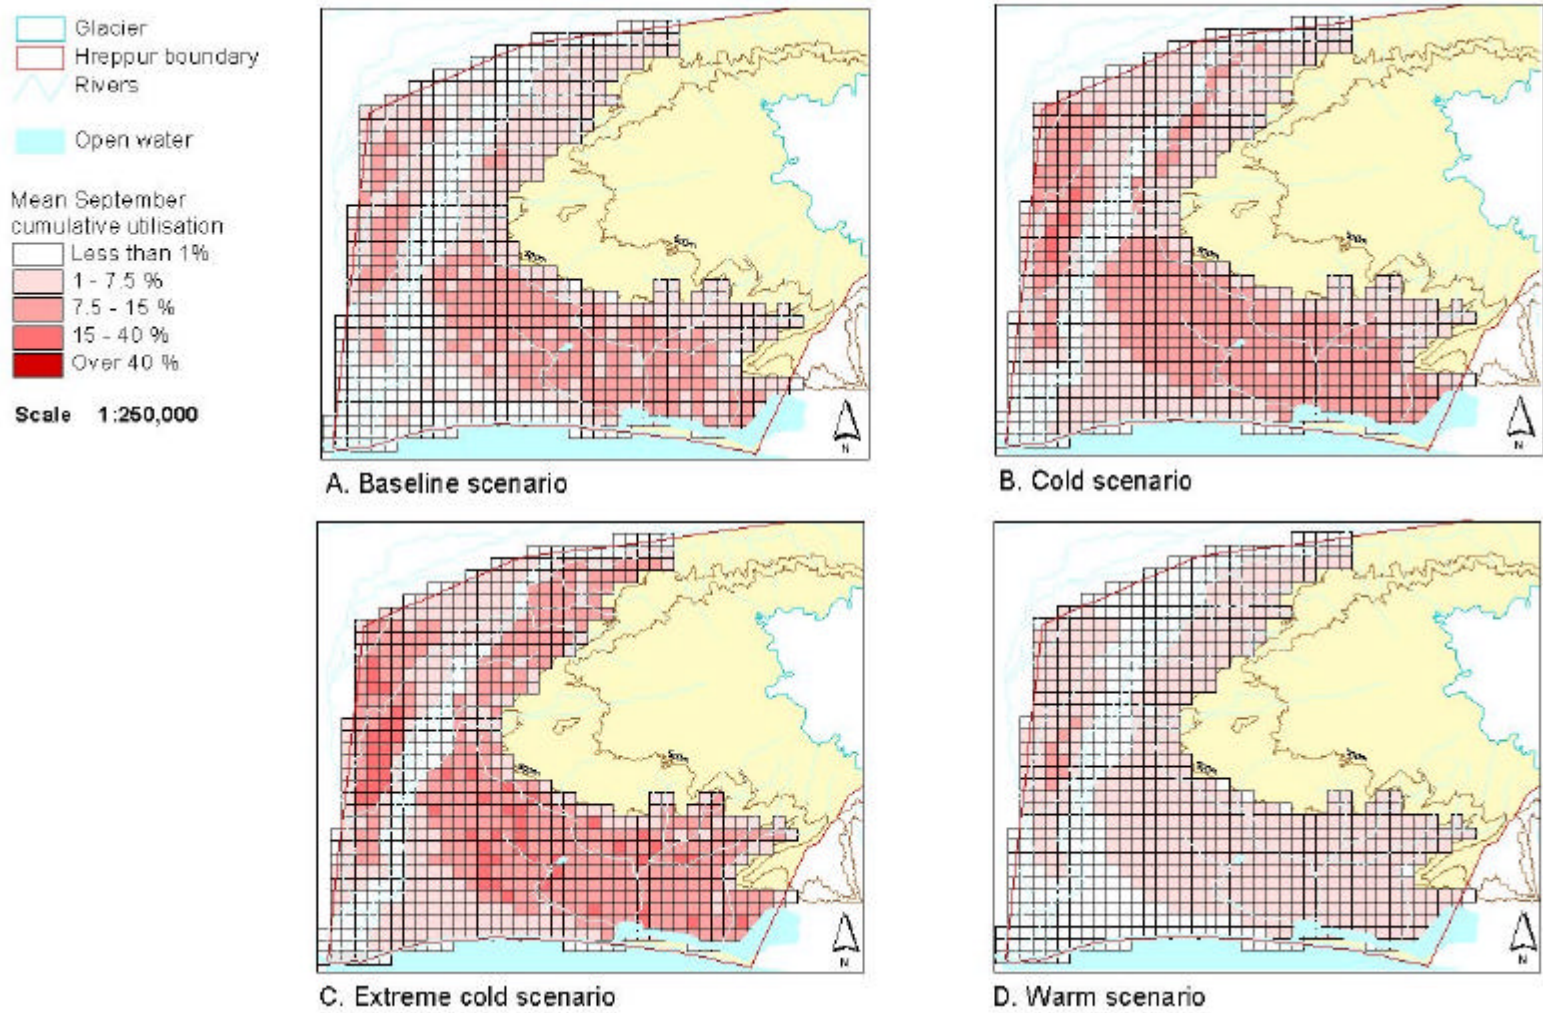 Glacier
Hreppur boundary
Rivers
Open water
Mean September
cumulative utilisation
Less than 1%
1 - 7.5 %
7.5 - 15 %
15 - 40 %
Over 40 %
Scale 1:250,000
N
A. Baseline scenario
N
B. Cold scenario
N
C. Extreme cold scenario
N
D. Warm scenario